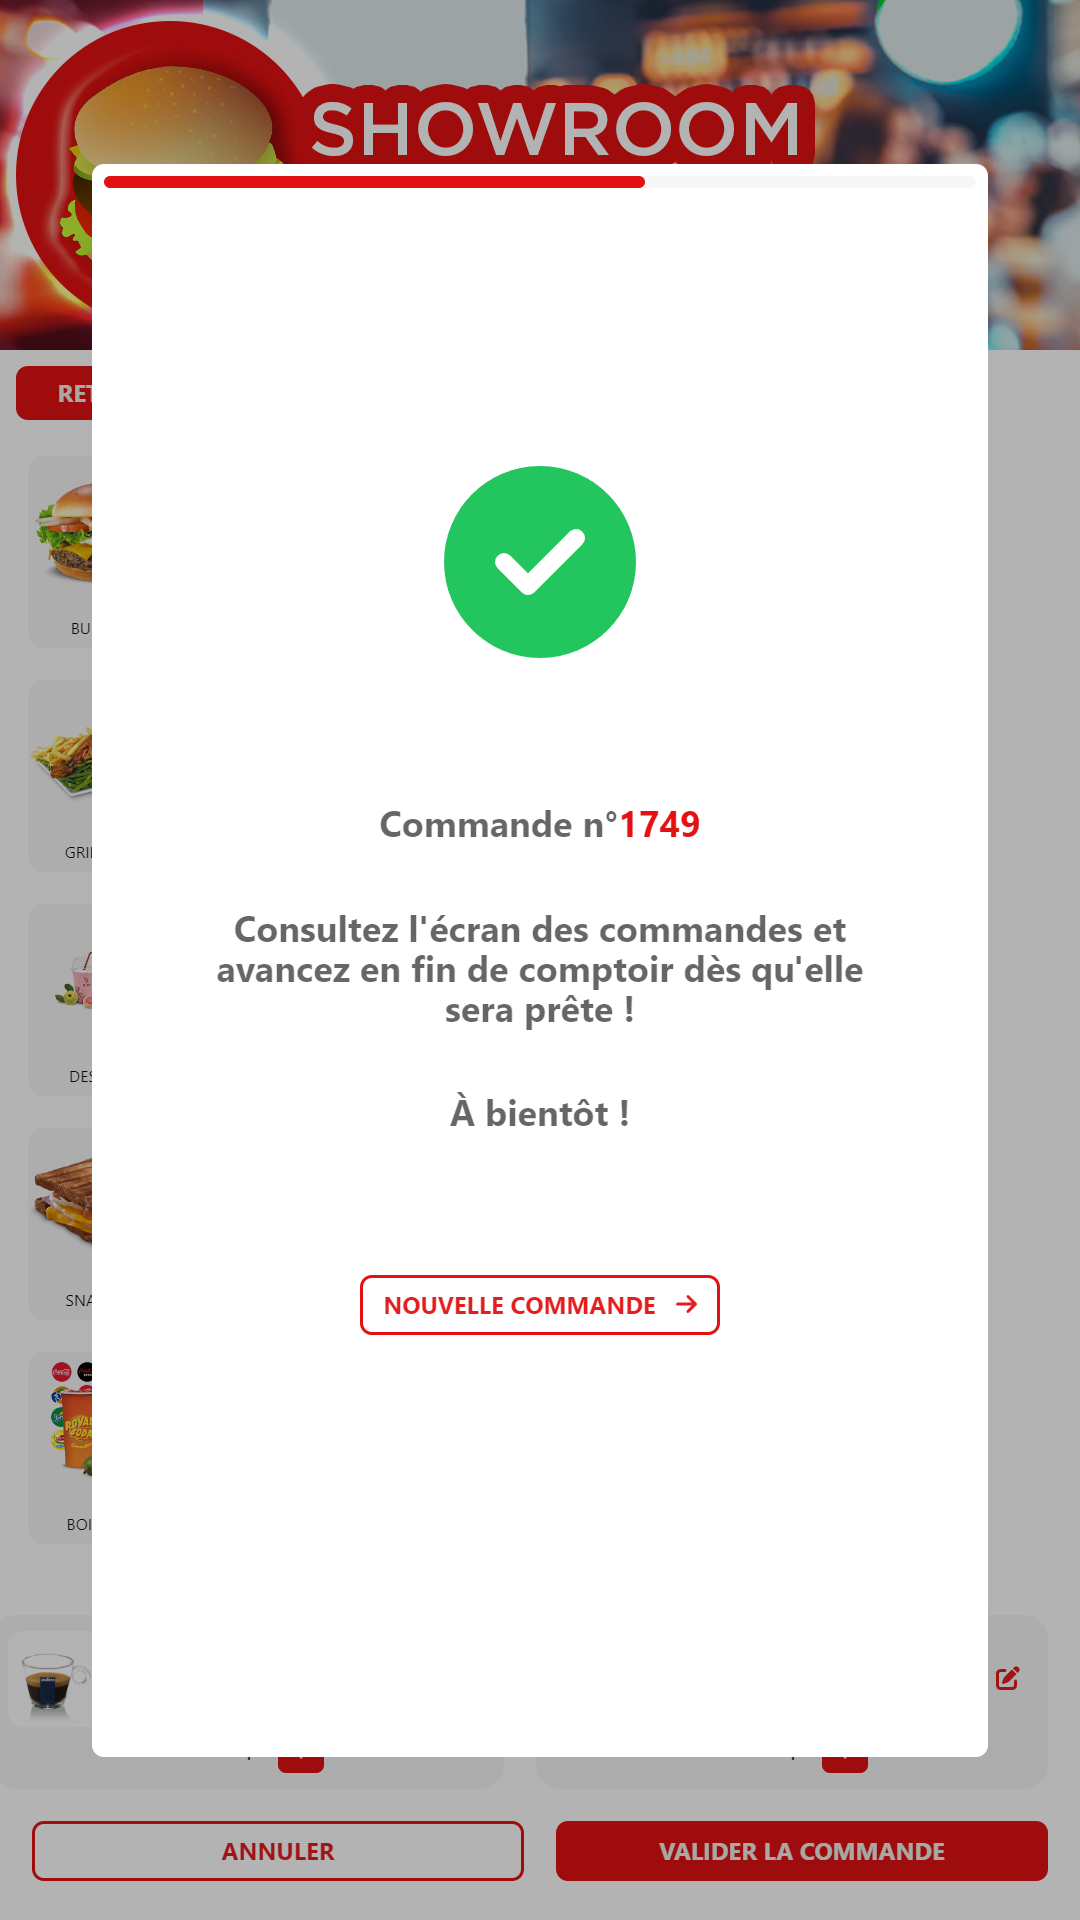 SHOWROOM
RET
BU
GRI
DES
SNA
BOI
Commande n°1749
Consultez l'écran des commandes et
avancez en fin de comptoir dès qu'elle
sera prête !
À bientôt !
NOUVELLE COMMANDE
ANNULER
VALIDER LA COMMANDE